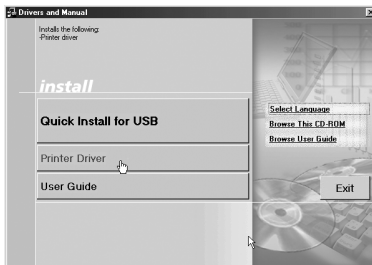 Drivers and Manual
Installs the following:
-Printer driver
install
Quick Install for USB
Printer Driver
User Guide
Select Language
Browse This CD-ROM
Browse User Guide
Exit